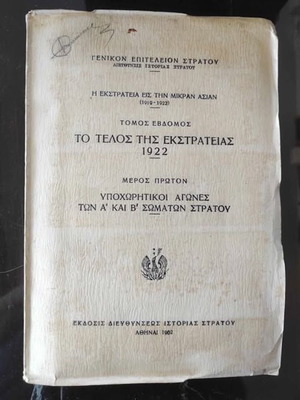 ΓΕΝΙΚΟΝ ΕΠΙΤΕΛΕΙΟΝ ΣΤΡΑΤΟΥ
ΔΙΕΥΘΥΝΣΙΣ ΙΣΤΟΡΙΑΣ ΣΤΡΑΤΟΥ
Η ΕΚΣΤΡΑΤΕΙΑ ΕΙΣ ΤΗΝ ΜΙΚΡΑΝ ΑΣΙΑΝ
(1919-1922)
ΤΟΜΟΣ ΕΒΔΟΜΟΣ
ΤΟ ΤΕΛΟΣ ΤΗΣ ΕΚΣΤΡΑΤΕΙΑΣ
1922
ΜΕΡΟΣ ΠΡΩΤΟΝ
ΥΠΟΧΩΡΗΤΙΚΟΙ ΑΓΩΝΕΣ
ΤΩΝ Α' ΚΑΙ Β' ΣΩΜΑΤΩΝ ΣΤΡΑΤΟΥ
ΕΚΔΟΣΙΣ ΔΙΕΥΘΥΝΣΕΩΣ ΙΣΤΟΡΙΑΣ ΣΤΡΑΤΟΥ
ΑΘΗΝΑΙ